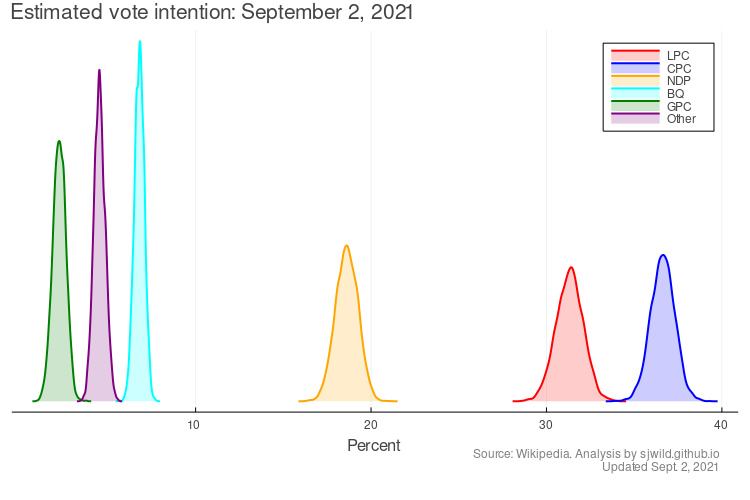 Estimated vote intention: September 2, 2021
LPC
CPC
NDP
BQ
GPC
Other
10
20
30
40
Percent
Source: Wikipedia. Analysis by sjwild.github.io
Updated Sept. 2, 2021